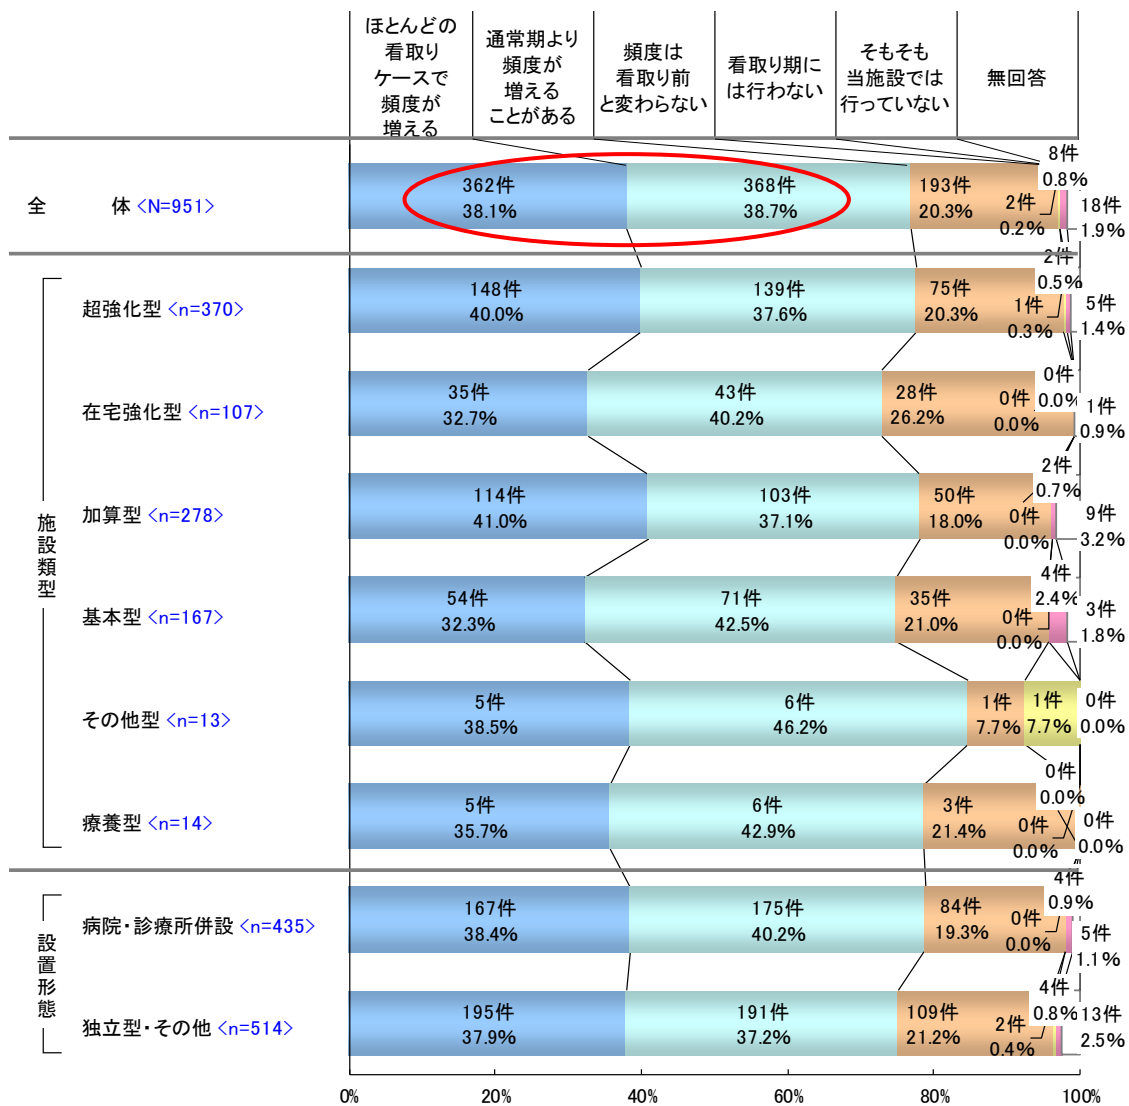 ほとんどの
看取り
ケースで
頻度が
増える
通常期より
頻度が
増える
ことがある
頻度は
看取り前
と変わらない
看取り期に
は行わない
そもそも
当施設では
行っていない
無回答
全 体 <N=951>
362件
38.1%
368件
38.7%
193件
20.3%
2件
0.2%
8件
0.8%
18件
1.9%
施設類型
超強化型 <n=370>
148件
40.0%
139件
37.6%
75件
20.3%
1件
0.3%
2件
0.5%
5件
1.4%
在宅強化型 <n=107>
35件
32.7%
43件
40.2%
28件
26.2%
0件
0.0%
0件
0.0%
1件
0.9%
加算型 <n=278>
114件
41.0%
103件
37.1%
50件
18.0%
0件
0.0%
2件
0.7%
9件
3.2%
基本型 <n=167>
54件
32.3%
71件
42.5%
35件
21.0%
0件
0.0%
4件
2.4%
3件
1.8%
その他型 <n=13>
5件
38.5%
6件
46.2%
1件
7.7%
1件
7.7%
0件
0.0%
療養型 <n=14>
5件
35.7%
6件
42.9%
3件
21.4%
0件
0.0%
0件
0.0%
0件
0.0%
設置形態
病院・診療所併設 <n=435>
167件
38.4%
175件
40.2%
84件
19.3%
0件
0.0%
4件
0.9%
5件
1.1%
独立型・その他 <n=514>
195件
37.9%
191件
37.2%
109件
21.2%
2件
0.4%
4件
0.8%
13件
2.5%
0%
20%
40%
60%
80%
100%